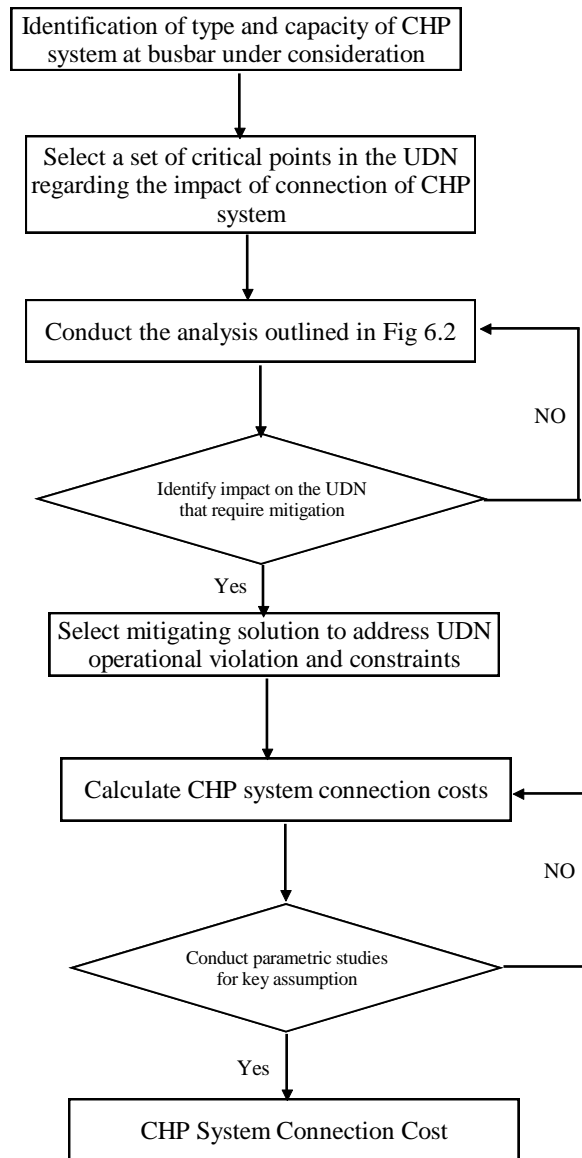 Identification of type and capacity of CHP
system at busbar under consideration
Select a set of critical points in the UDN
regarding the impact of connection of CHP
system
Conduct the analysis outlined in Fig 6.2
NO
Identify impact on the UDN
that require mitigation
Yes
Select mitigating solution to address UDN
operational violation and constraints
Calculate CHP system connection costs
NO
Conduct parametric studies
for key assumption
Yes
CHP System Connection Cost